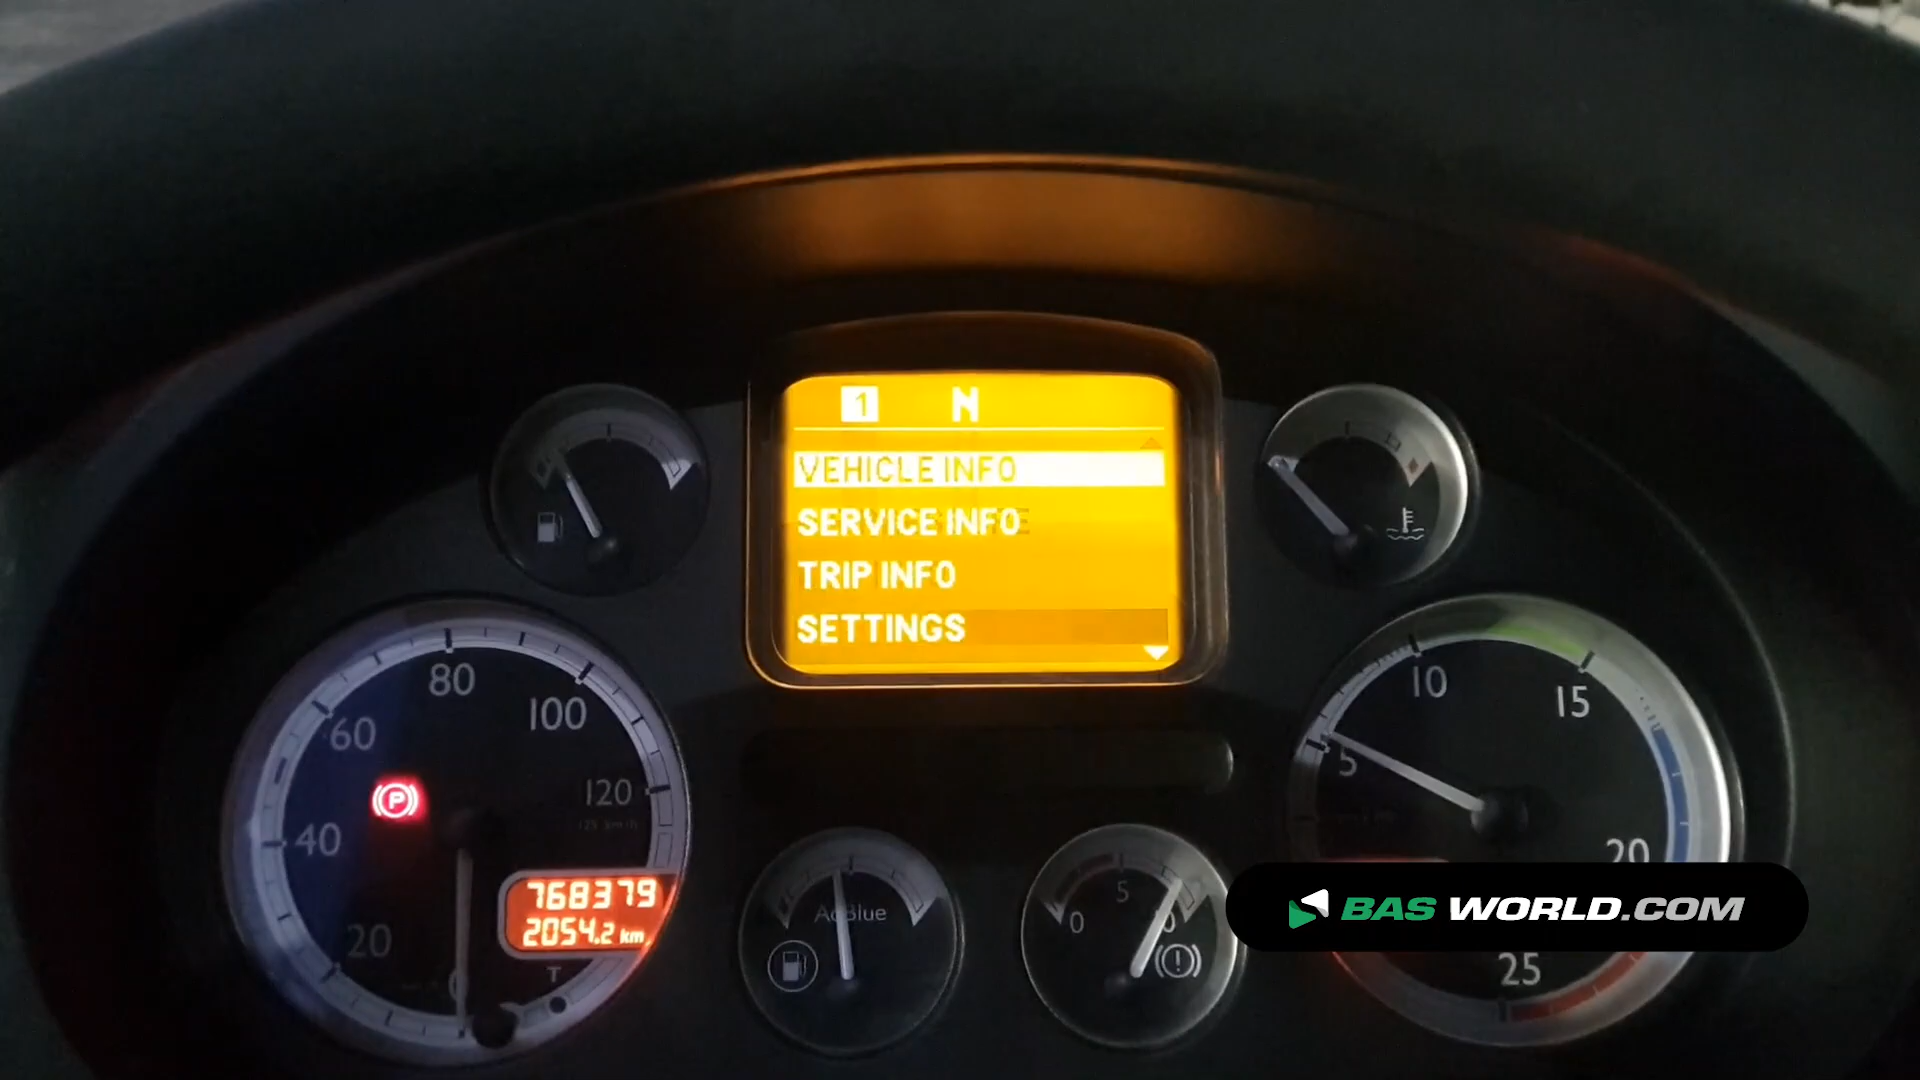 1 N
VEHICLE INFO
SERVICE INFO
TRIP INFO
SETTINGS
20
40
60
80
100
120
P
768379
2054.2 km
T
AdBlue
0
5
5
10
15
20
25
BAS WORLD.COM